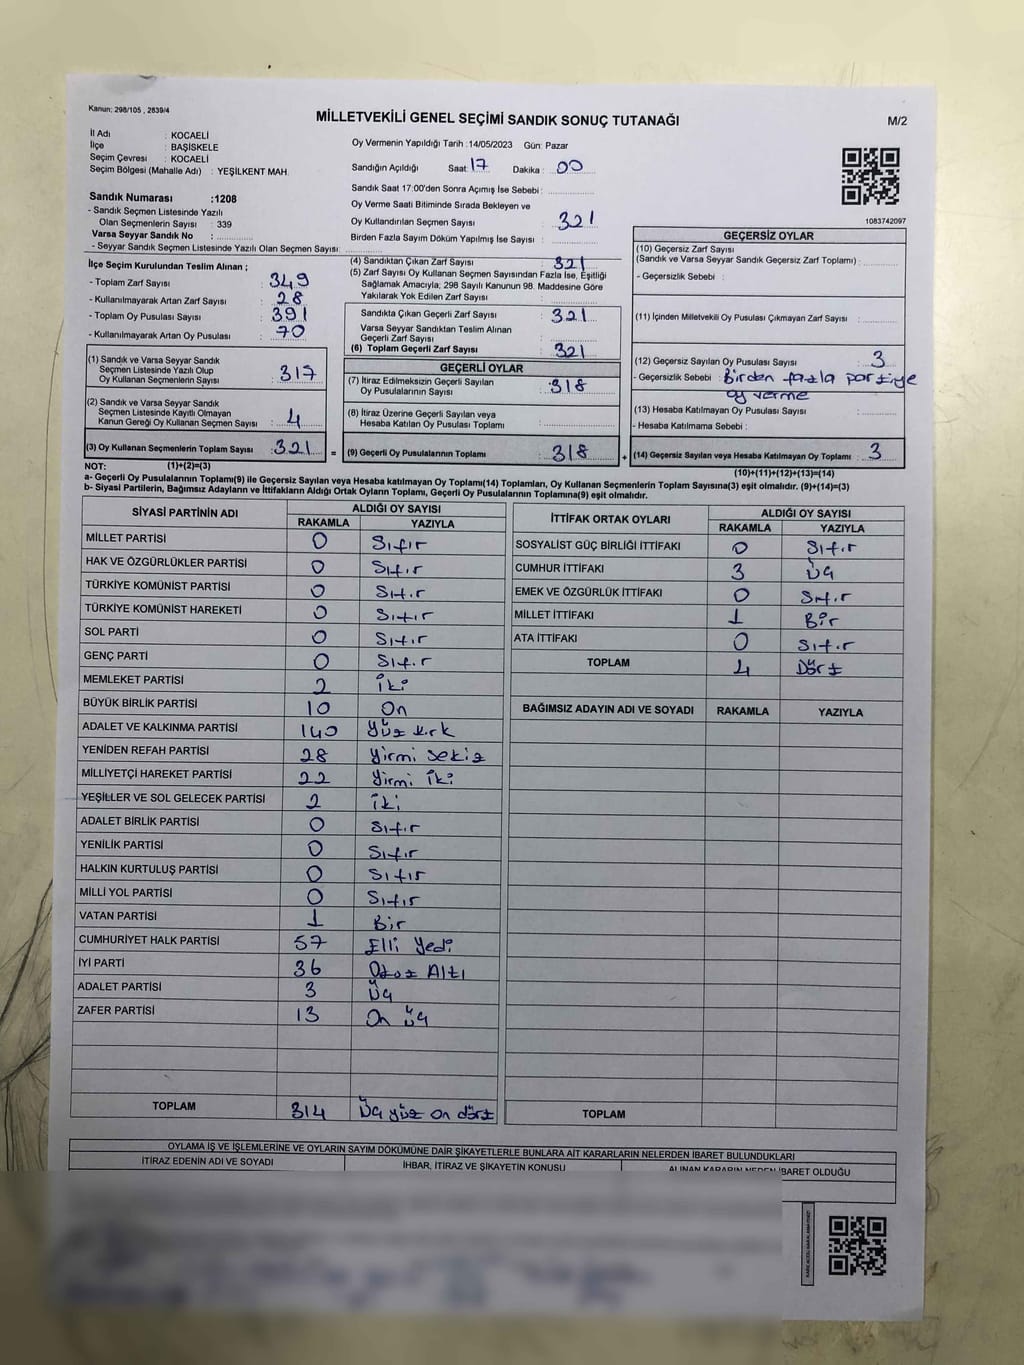 Kanun: 298/105 , 2839/4
MİLLETVEKİLİ GENEL SEÇİMİ SANDIK SONUÇ TUTANAĞI
M/2
İl Adı : KOCAELİ
İlçe : BAŞİSKELE
Seçim Çevresi : KOCAELİ
Seçim Bölgesi (Mahalle Adı) : YEŞİLKENT MAH.
Oy Vermenin Yapıldığı Tarih :14/05/2023 Gün: Pazar
Sandığın Açıldığı Saat: 17 Dakika : 00
Sandık Saat 17:00'den Sonra Açımış İse Sebebi :
Oy Verme Saati Bitiminde Sırada Bekleyen ve
Oy Kullandırılan Seçmen Sayısı : 321
Birden Fazla Sayım Döküm Yapılmış İse Sayısı :
1083742097
Sandık Numarası :1208
- Sandık Seçmen Listesinde Yazılı
Olan Seçmenlerin Sayısı : 339
Varsa Seyyar Sandık No :
- Seyyar Sandık Seçmen Listesinde Yazılı Olan Seçmen Sayısı:
İlçe Seçim Kurulundan Teslim Alınan ;
- Toplam Zarf Sayısı : 349
- Kullanılmayarak Artan Zarf Sayısı : 28
- Toplam Oy Pusulası Sayısı : 391
- Kullanılmayarak Artan Oy Pusulası : 70
(1) Sandık ve Varsa Seyyar Sandık
Seçmen Listesinde Yazılı Olup
Oy Kullanan Seçmenlerin Sayısı : 317
(2) Sandık ve Varsa Seyyar Sandık
Seçmen Listesinde Kayıtlı Olmayan
Kanun Gereği Oy Kullanan Seçmen Sayısı : 4
(3) Oy Kullanan Seçmenlerin Toplam Sayısı : 321 =
(4) Sandıktan Çıkan Zarf Sayısı : 321
(5) Zarf Sayısı Oy Kullanan Seçmen Sayısından Fazla İse, Eşitliği
Sağlamak Amacıyla; 298 Sayılı Kanunun 98. Maddesine Göre
Yakılarak Yok Edilen Zarf Sayısı :
Sandıkta Çıkan Geçerli Zarf Sayısı : 321
Varsa Seyyar Sandıktan Teslim Alınan
Geçerli Zarf Sayısı :
(6) Toplam Geçerli Zarf Sayısı : 321
GEÇERLİ OYLAR
(7) İtiraz Edilmeksizin Geçerli Sayılan
Oy Pusulalarının Sayısı : 318
(8) İtiraz Üzerine Geçerli Sayılan veya
Hesaba Katılan Oy Pusulası Toplamı :
(9) Geçerli Oy Pusulalarının Toplamı : 318 +
GEÇERSİZ OYLAR
(10) Geçersiz Zarf Sayısı
(Sandık ve Varsa Seyyar Sandık Geçersiz Zarf Toplamı) :
- Geçersizlik Sebebi :
(11) İçinden Milletvekili Oy Pusulası Çıkmayan Zarf Sayısı :
(12) Geçersiz Sayılan Oy Pusulası Sayısı : 3
- Geçersizlik Sebebi : Birden fazla partiye
oy verme
(13) Hesaba Katılmayan Oy Pusulası Sayısı :
- Hesaba Katılmama Sebebi :
(14) Geçersiz Sayılan veya Hesaba Katılmayan Oy Toplamı : 3
NOT: (1)+(2)=(3)
(10)+(11)+(12)+(13)=(14)
a- Geçerli Oy Pusulalarının Toplamı(9) ile Geçersiz Sayılan veya Hesaba katılmayan Oy Toplamı(14) Toplamları, Oy Kullanan Seçmenlerin Toplam Sayısına(3) eşit olmalıdır. (9)+(14)=(3)
b- Siyasi Partilerin, Bağımsız Adayların ve İttifakların Aldığı Ortak Oyların Toplamı, Geçerli Oy Pusulalarının Toplamına(9) eşit olmalıdır.
SİYASİ PARTİNİN ADI
ALDIĞI OY SAYISI
RAKAMLA YAZIYLA
MİLLET PARTİSİ 0 Sıfır
HAK VE ÖZGÜRLÜKLER PARTİSİ 0 Sıfır
TÜRKİYE KOMÜNİST PARTİSİ 0 Sıfır
TÜRKİYE KOMÜNİST HAREKETİ 0 Sıfır
SOL PARTİ 0 Sıfır
GENÇ PARTİ 0 Sıfır
MEMLEKET PARTİSİ 2 İki
BÜYÜK BİRLİK PARTİSİ 10 On
ADALET VE KALKINMA PARTİSİ 140 Yüz kırk
YENİDEN REFAH PARTİSİ 28 Yirmi sekiz
MİLLİYETÇİ HAREKET PARTİSİ 22 Yirmi İki
YEŞİLLER VE SOL GELECEK PARTİSİ 2 İki
ADALET BİRLİK PARTİSİ 0 Sıfır
YENİLİK PARTİSİ 0 Sıfır
HALKIN KURTULUŞ PARTİSİ 0 Sıfır
MİLLİ YOL PARTİSİ 0 Sıfır
VATAN PARTİSİ 1 Bir
CUMHURİYET HALK PARTİSİ 57 Elli Yedi
İYİ PARTİ 36 Otuz Altı
ADALET PARTİSİ 3 Üç
ZAFER PARTİSİ 13 On üç
TOPLAM 314 Üç yüz on dört
İTTİFAK ORTAK OYLARI
ALDIĞI OY SAYISI
RAKAMLA YAZIYLA
SOSYALİST GÜÇ BİRLİĞİ İTTİFAKI 0 Sıfır
CUMHUR İTTİFAKI 3 Üç
EMEK VE ÖZGÜRLÜK İTTİFAKI 0 Sıfır
MİLLET İTTİFAKI 1 Bir
ATA İTTİFAKI 0 Sıfır
TOPLAM 4 Dört
BAĞIMSIZ ADAYIN ADI VE SOYADI RAKAMLA YAZIYLA
TOPLAM
OYLAMA İŞ VE İŞLEMLERİNE VE OYLARIN SAYIM DÖKÜMÜNE DAİR ŞİKAYETLERLE BUNLARA AİT KARARLARIN NELERDEN İBARET BULUNDUKLARI
İTİRAZ EDENİN ADI VE SOYADI
İHBAR, İTİRAZ VE ŞİKAYETİN KONUSU
ALINAN KARARIN NEDEN İBARET OLDUĞU